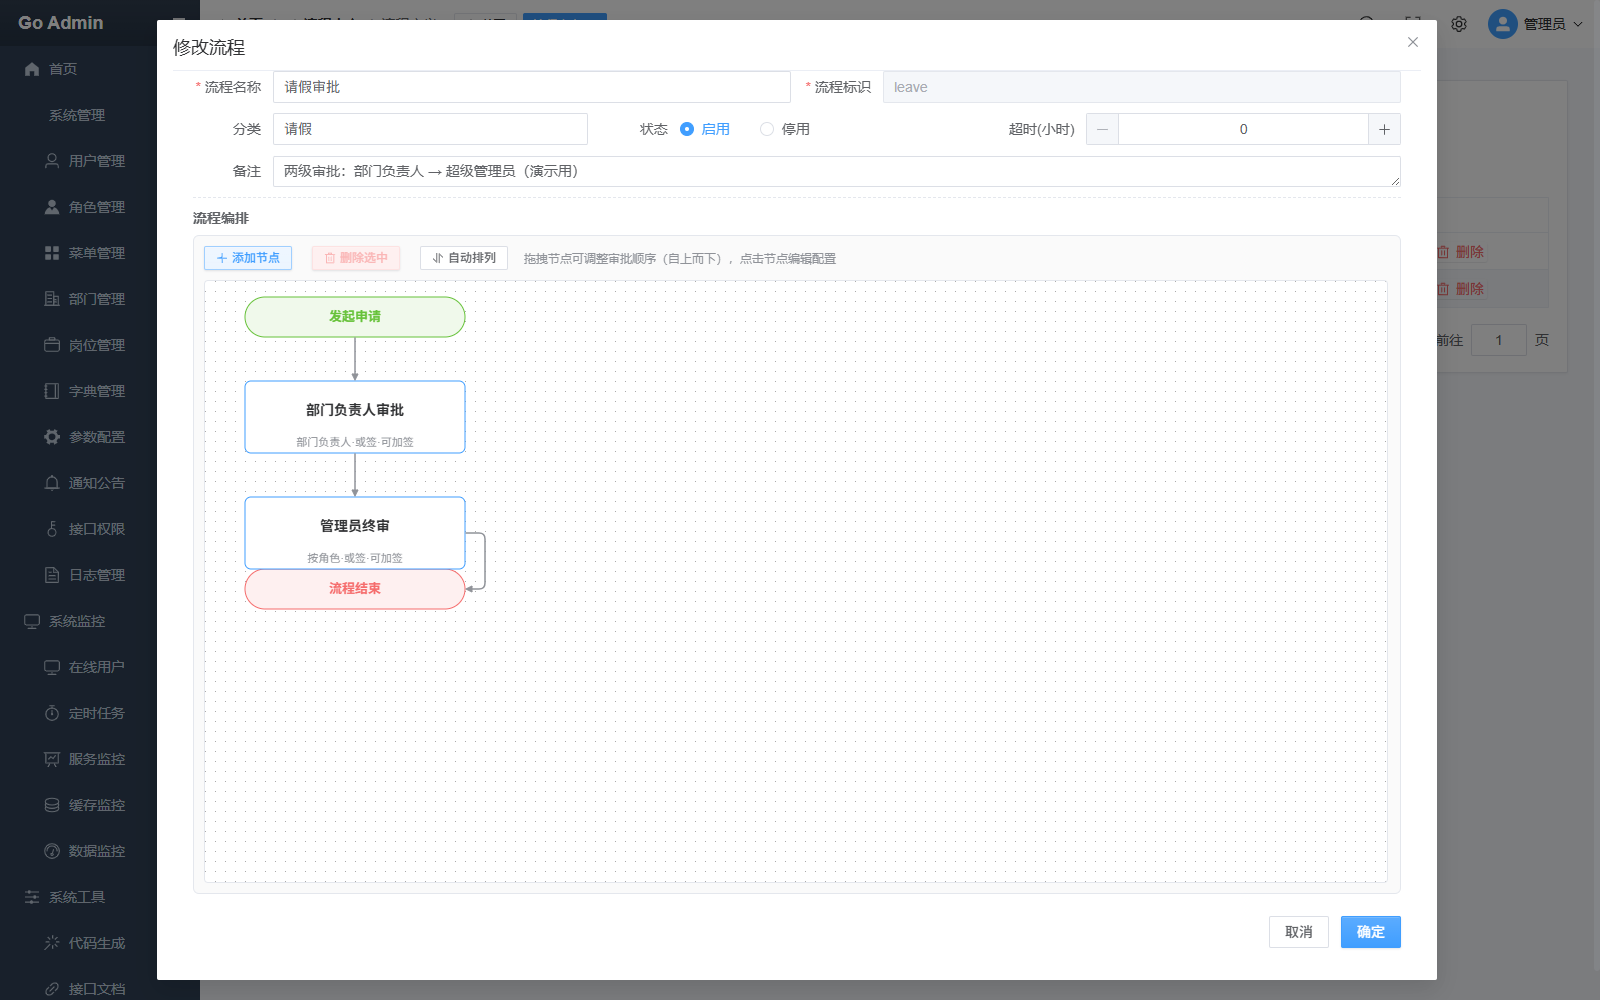 Go Admin
管理员
首页
系统管理
用户管理
角色管理
菜单管理
部门管理
岗位管理
字典管理
参数配置
通知公告
接口权限
日志管理
系统监控
在线用户
定时任务
服务监控
缓存监控
数据监控
系统工具
代码生成
接口文档
修改流程
* 流程名称 请假审批 * 流程标识 leave
分类 请假 状态 启用 停用 超时(小时) 0
备注 两级审批：部门负责人 → 超级管理员（演示用）
流程编排
添加节点 删除选中 自动排列 拖拽节点可调整审批顺序（自上而下），点击节点编辑配置
发起申请
部门负责人审批
部门负责人·或签·可加签
管理员终审
按角色·或签·可加签
流程结束
取消 确定
删除
删除
前往 1 页